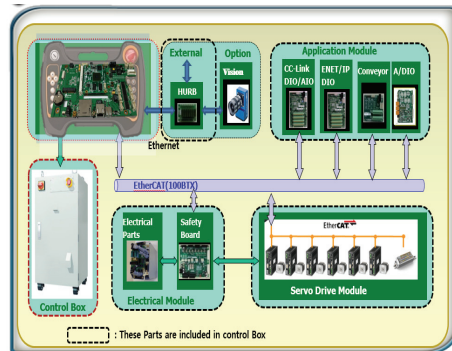 External
Option
Application Module
HURB
Vision
CC-Link
DIO/AIO
ENET/IP
DIO
Conveyor
A/DIO
Ethernet
EtherCAT(100BTX)
Electrical
Parts
Safety
Board
EtherCAT
Control Box
Electrical Module
Servo Drive Module
: These Parts are included in control Box